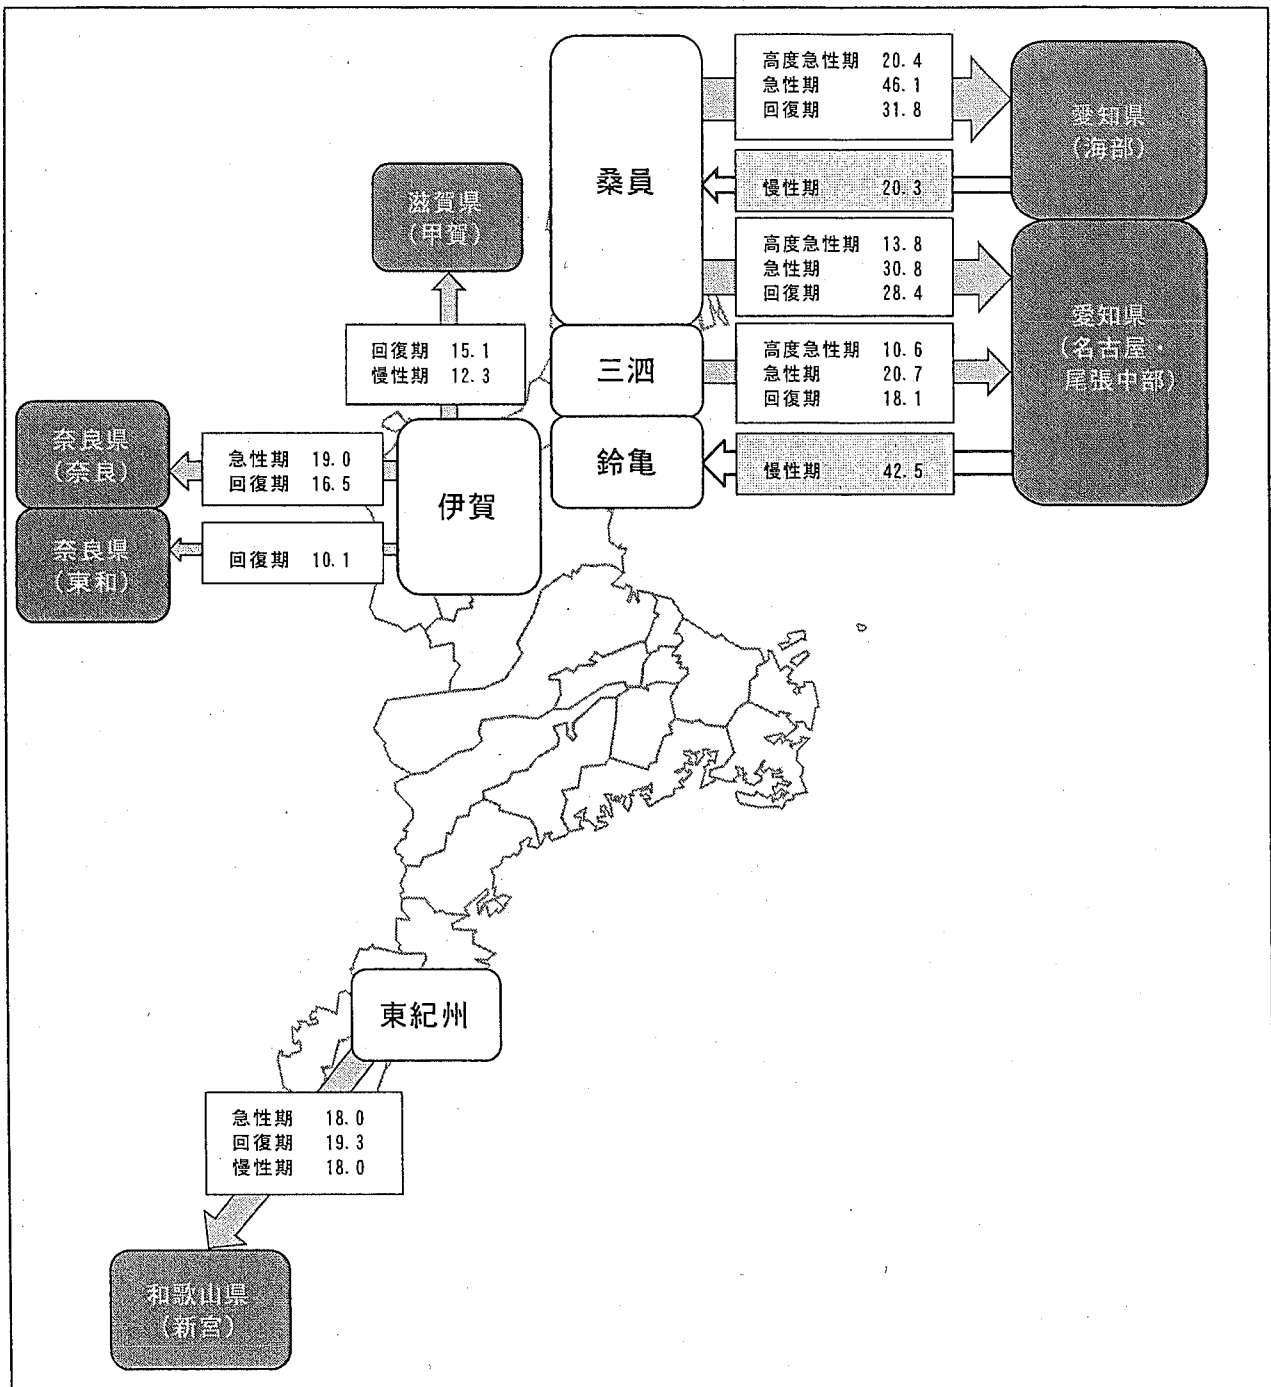 高度急性期 20.4
急性期 46.1
回復期 31.8
愛知県
(海部)
桑員
慢性期 20.3
滋賀県
(甲賀)
高度急性期 13.8
急性期 30.8
回復期 28.4
愛知県
(名古屋・
尾張中部)
回復期 15.1
慢性期 12.3
三泗
高度急性期 10.6
急性期 20.7
回復期 18.1
奈良県
(奈良)
急性期 19.0
回復期 16.5
伊賀
鈴亀
慢性期 42.5
奈良県
(東和)
回復期 10.1
東紀州
急性期 18.0
回復期 19.3
慢性期 18.0
和歌山県
(新宮)